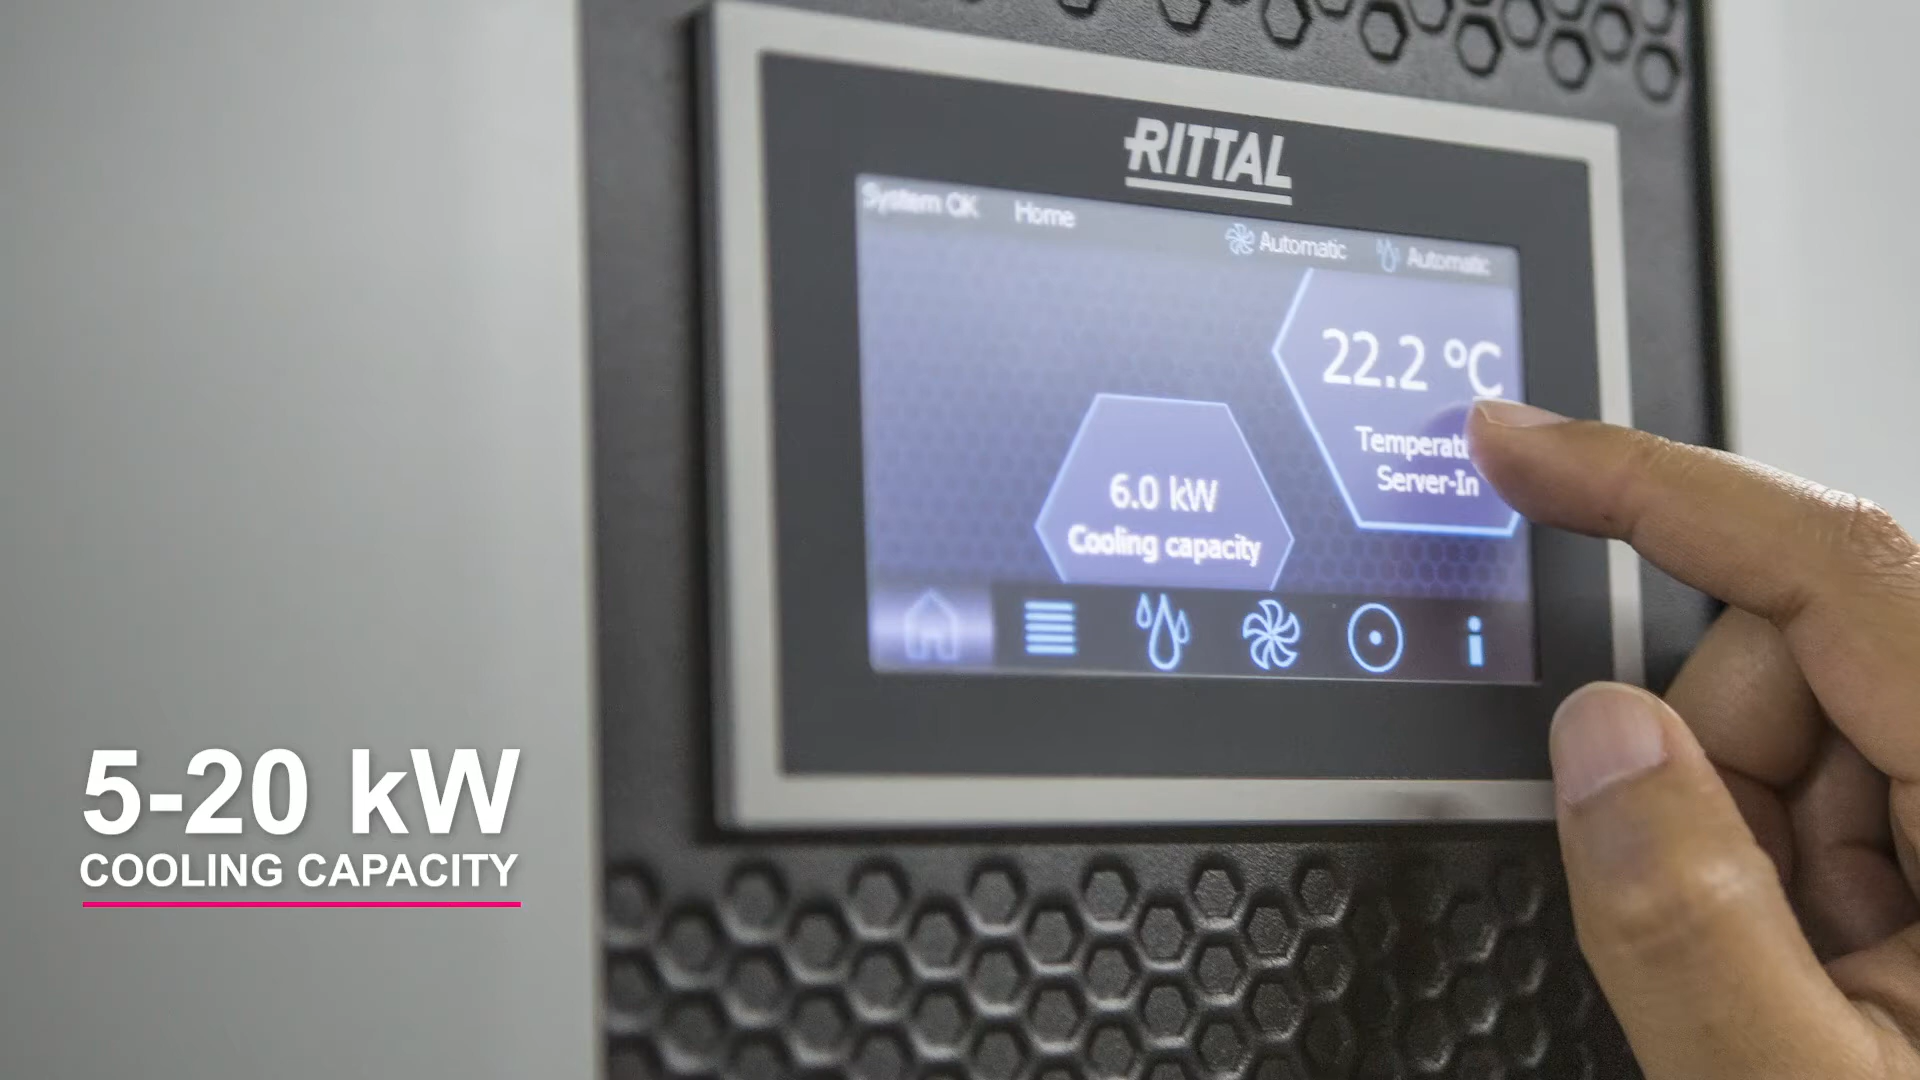 RITTAL
System OK Home
Automatic Automatic
22.2 °C
Server-In
6.0 kW
Cooling capacity
5-20 kW
COOLING CAPACITY